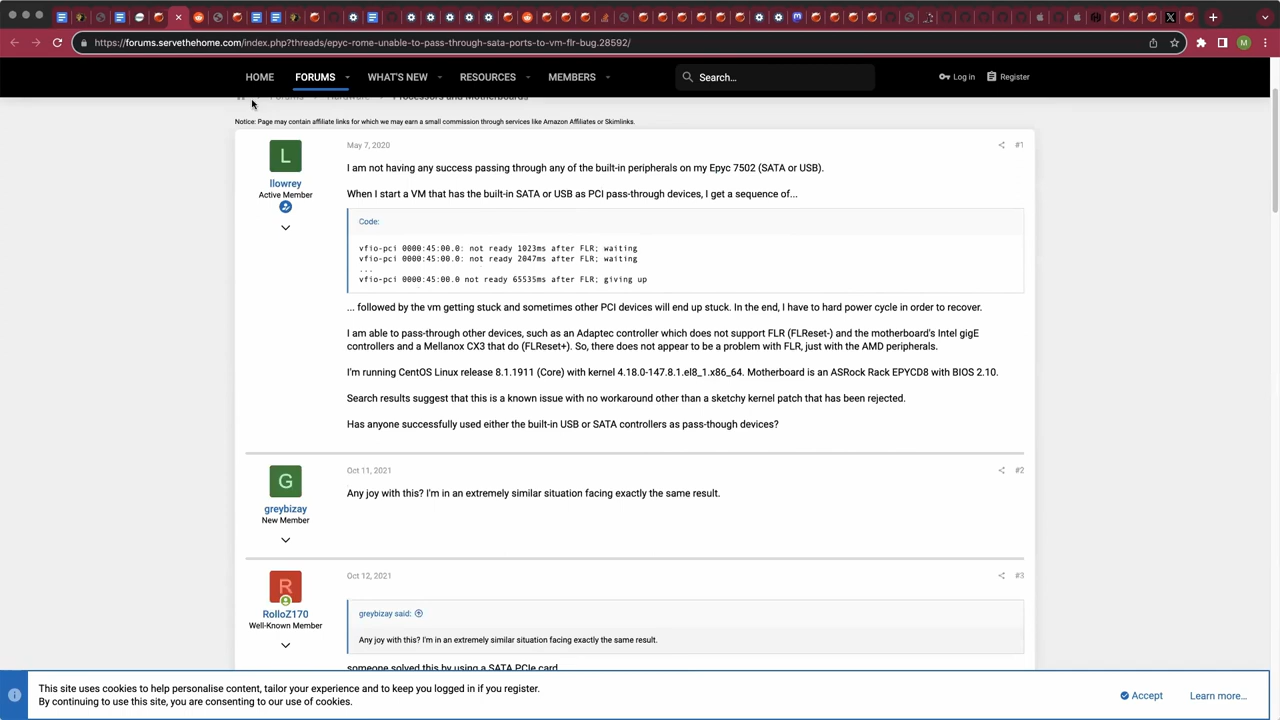 https://forums.servethehome.com/index.php?threads/epyc-rome-unable-to-pass-through-sata-ports-to-vm-flr-bug.28592/
M
HOME FORUMS WHAT'S NEW RESOURCES MEMBERS Search... Log in Register
Forums Hardware Processors and Motherboards
Notice: Page may contain affiliate links for which we may earn a small commission through services like Amazon Affiliates or Skimlinks.
L
llowrey
Active Member
May 7, 2020 #1
I am not having any success passing through any of the built-in peripherals on my Epyc 7502 (SATA or USB).
When I start a VM that has the built-in SATA or USB as PCI pass-through devices, I get a sequence of...
Code:
vfio-pci 0000:45:00.0: not ready 1023ms after FLR; waiting
vfio-pci 0000:45:00.0: not ready 2047ms after FLR; waiting
...
vfio-pci 0000:45:00.0 not ready 65535ms after FLR; giving up
... followed by the vm getting stuck and sometimes other PCI devices will end up stuck. In the end, I have to hard power cycle in order to recover.
I am able to pass-through other devices, such as an Adaptec controller which does not support FLR (FLReset-) and the motherboard's Intel gigE
controllers and a Mellanox CX3 that do (FLReset+). So, there does not appear to be a problem with FLR, just with the AMD peripherals.
I'm running CentOS Linux release 8.1.1911 (Core) with kernel 4.18.0-147.8.1.el8_1.x86_64. Motherboard is an ASRock Rack EPYCD8 with BIOS 2.10.
Search results suggest that this is a known issue with no workaround other than a sketchy kernel patch that has been rejected.
Has anyone successfully used either the built-in USB or SATA controllers as pass-though devices?
G
greybizay
New Member
Oct 11, 2021 #2
Any joy with this? I'm in an extremely similar situation facing exactly the same result.
R
RolloZ170
Well-Known Member
Oct 12, 2021 #3
greybizay said:
Any joy with this? I'm in an extremely similar situation facing exactly the same result.
someone solved this by using a SATA PCIe card
This site uses cookies to help personalise content, tailor your experience and to keep you logged in if you register.
By continuing to use this site, you are consenting to our use of cookies.
Accept Learn more...